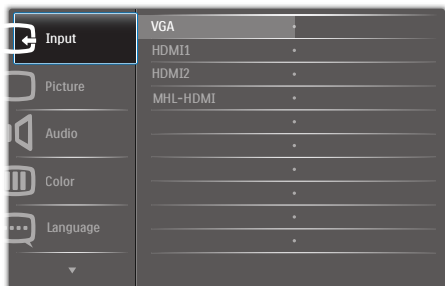 Input
Picture
Audio
Color
Language
VGA
HDMI1
HDMI2
MHL-HDMI